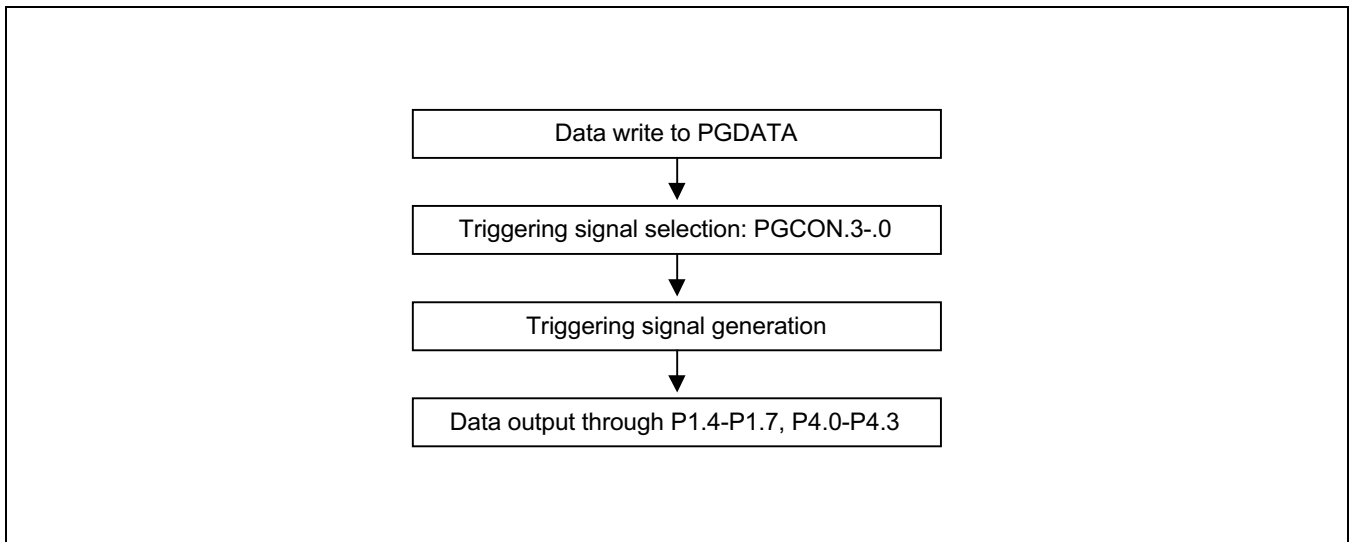 Data write to PGDATA
Triggering signal selection: PGCON.3-.0
Triggering signal generation
Data output through P1.4-P1.7, P4.0-P4.3